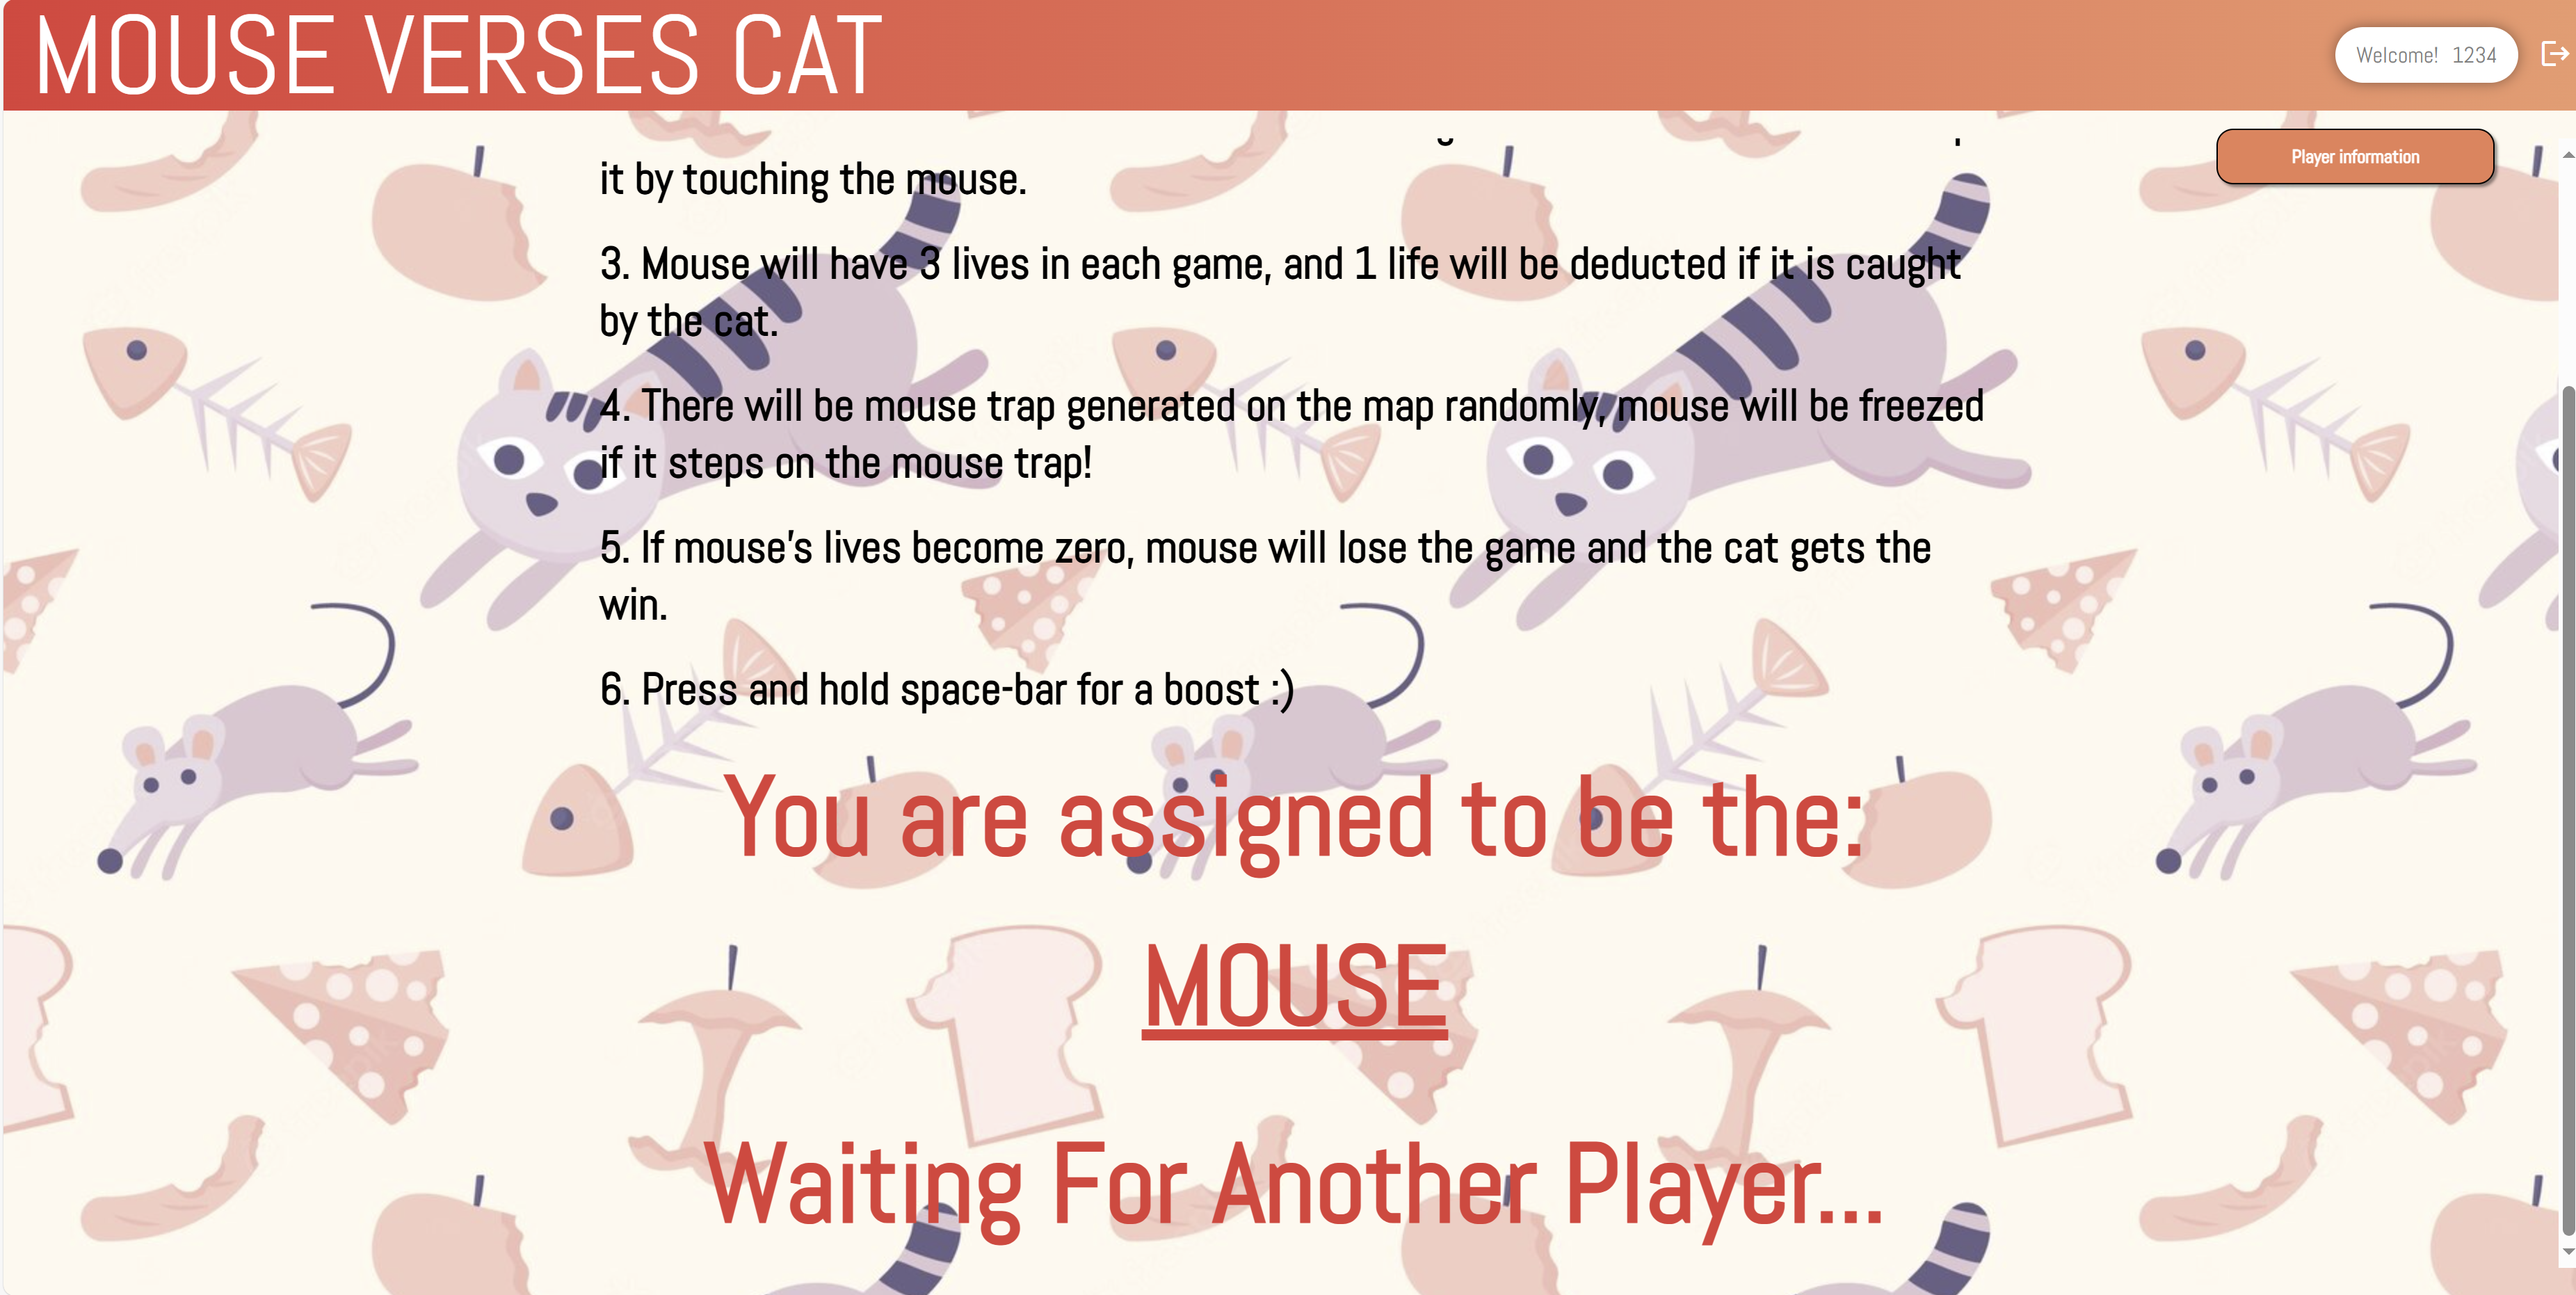 MOUSE VERSES CAT
Welcome! 1234
Player information
it by touching the mouse.
3. Mouse will have 3 lives in each game, and 1 life will be deducted if it is caught
by the cat.
4. There will be mouse trap generated on the map randomly, mouse will be freezed
if it steps on the mouse trap!
5. If mouse's lives become zero, mouse will lose the game and the cat gets the
win.
6. Press and hold space-bar for a boost :)
You are assigned to be the:
MOUSE
Waiting For Another Player...